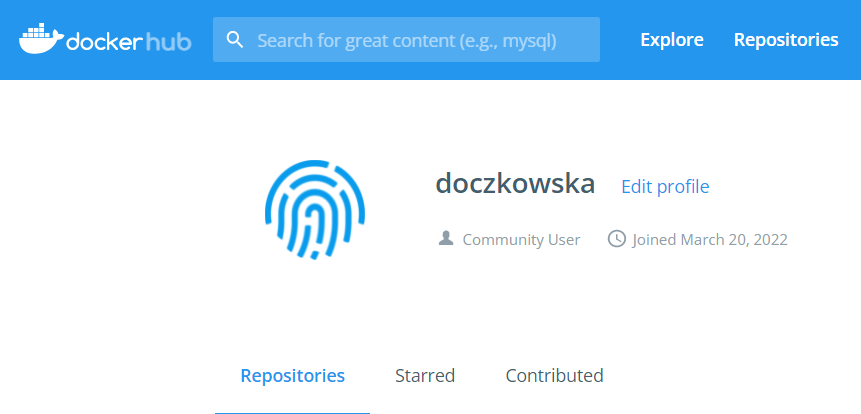 docker hub Search for great content (e.g., mysql) Explore Repositories
doczkowska Edit profile
Community User Joined March 20, 2022
Repositories Starred Contributed